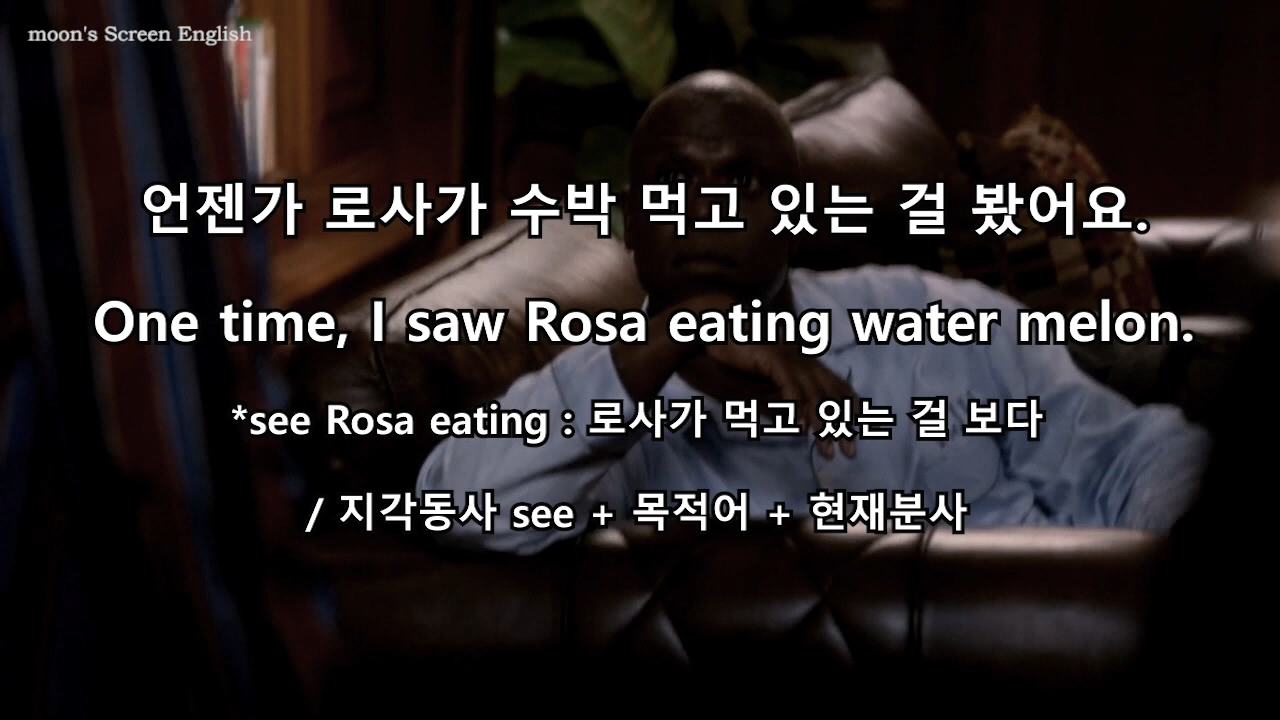 moon's Screen English
언젠가 로사가 수박 먹고 있는 걸 봤어요.
One time, I saw Rosa eating water melon.
*see Rosa eating : 로사가 먹고 있는 걸 보다
/ 지각동사 see + 목적어 + 현재분사